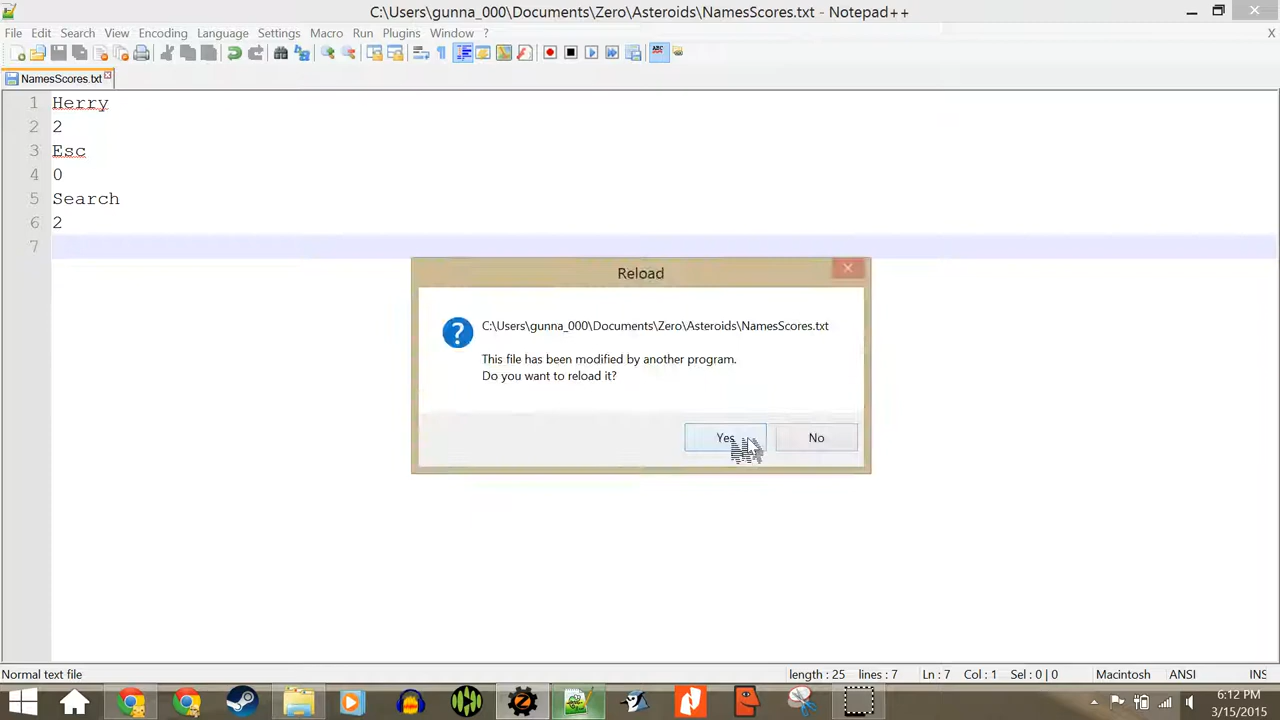 C:\Users\gunna_000\Documents\Zero\Asteroids\NamesScores.txt - Notepad++
File Edit Search View Encoding Language Settings Macro Run Plugins Window ? X
ABC
NamesScores.txt
1 Herry
2 2
3 Esc
4 0
5 Search
6 2
7
Reload
C:\Users\gunna_000\Documents\Zero\Asteroids\NamesScores.txt
This file has been modified by another program.
Do you want to reload it?
Yes No
Normal text file length : 25 lines : 7 Ln : 7 Col : 1 Sel : 0 | 0 Macintosh ANSI INS
6:12 PM
3/15/2015